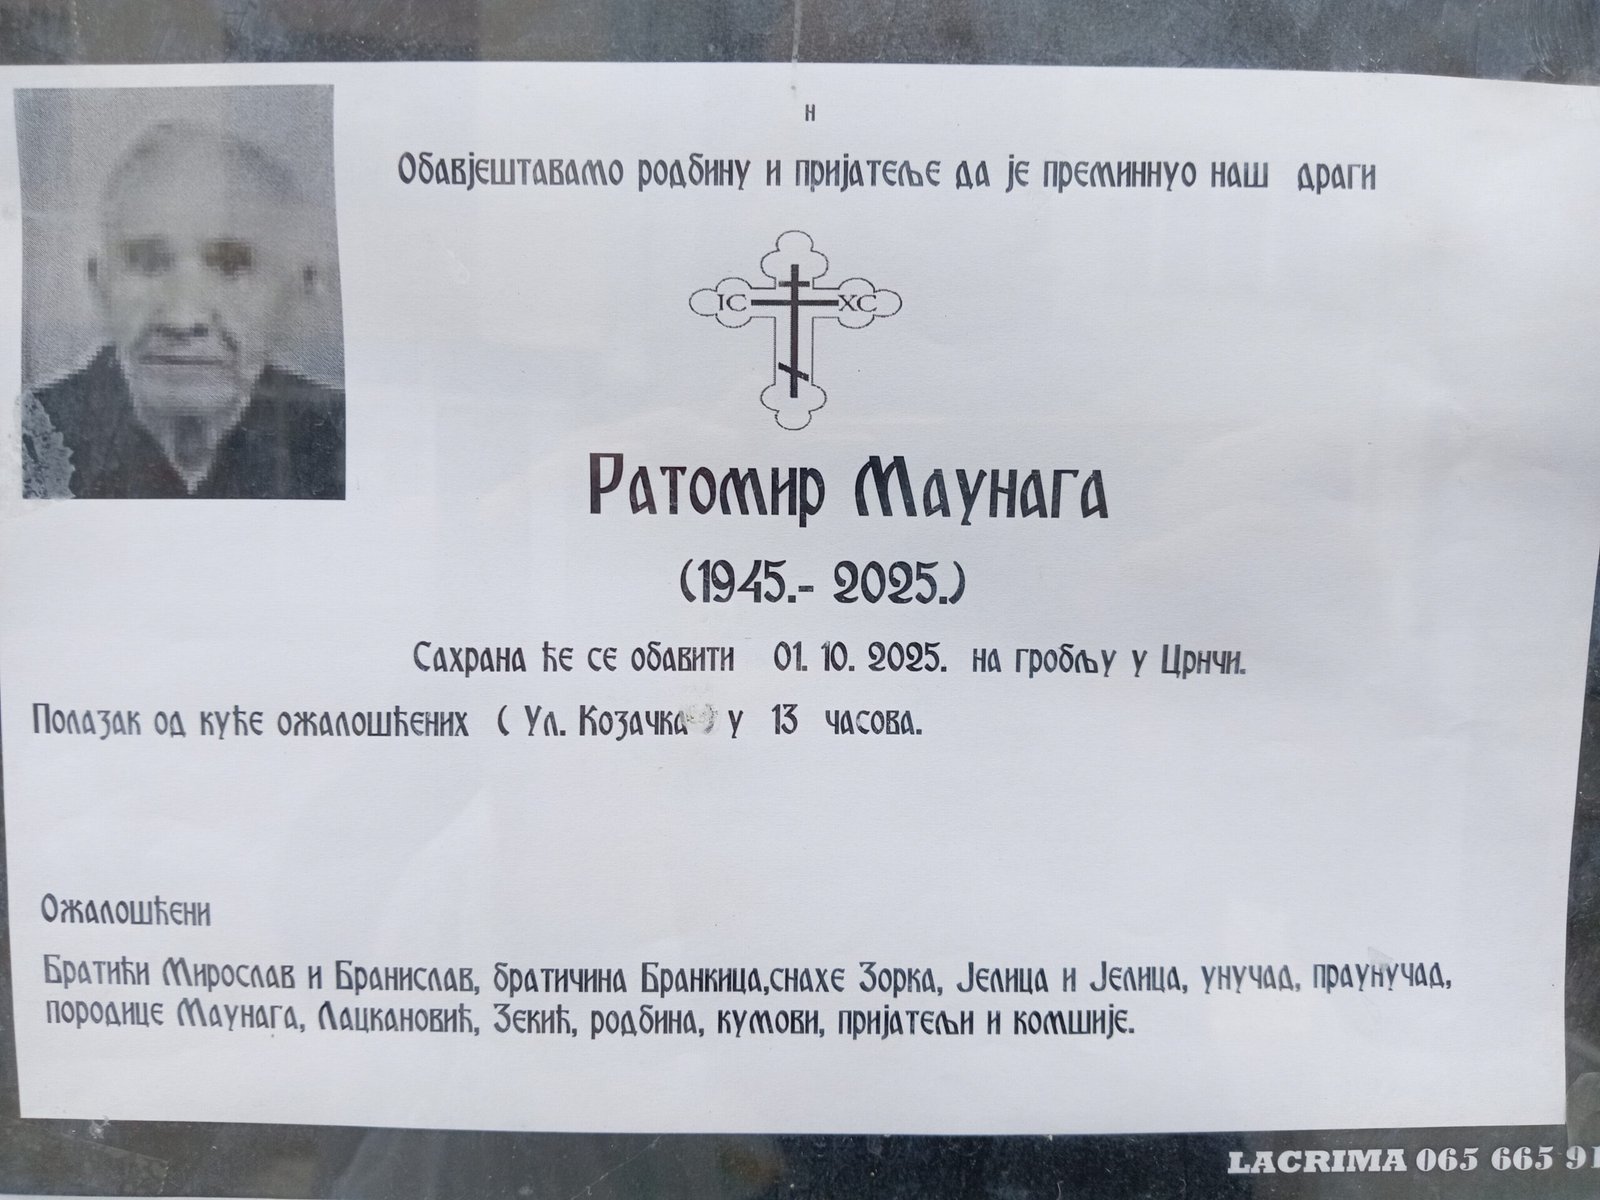 н
Обавјештавамо родбину и пријатеље да је преминнуо наш драги
IC XC
Ратомир Маунага
(1945.- 2025.)
Сахрана ће се обавити 01. 10. 2025. на гробљу у Црнчи.
Полазак од куће ожалошћених ( Ул. Козачка ) у 13 часова.
Ожалошћени
Братићи Мирослав и Бранислав, братичина Бранкица,снахе Зорка, Јелица и Јелица, унучад, праунучад,
породице Маунага, Лацкановић, Зекић, родбина, кумови, пријатељи и комшије.
LACRIMA 065 665 91